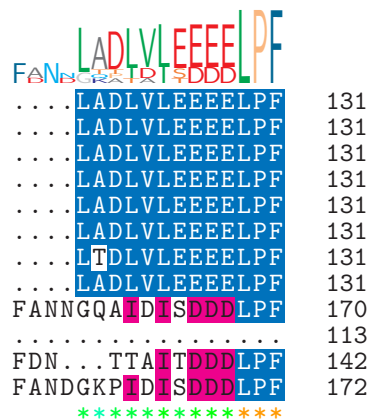 FANNLADLVLEEEELPF
....LADLVLEEEELPF 131
....LADLVLEEEELPF 131
....LADLVLEEEELPF 131
....LADLVLEEEELPF 131
....LADLVLEEEELPF 131
....LADLVLEEEELPF 131
....LTDLVLEEEELPF 131
....LADLVLEEEELPF 131
FANNGQAIDISDDDLPF 170
................. 113
FDN...TTAITDDDLPF 142
FANDGKPIDISDDDLPF 172
*************